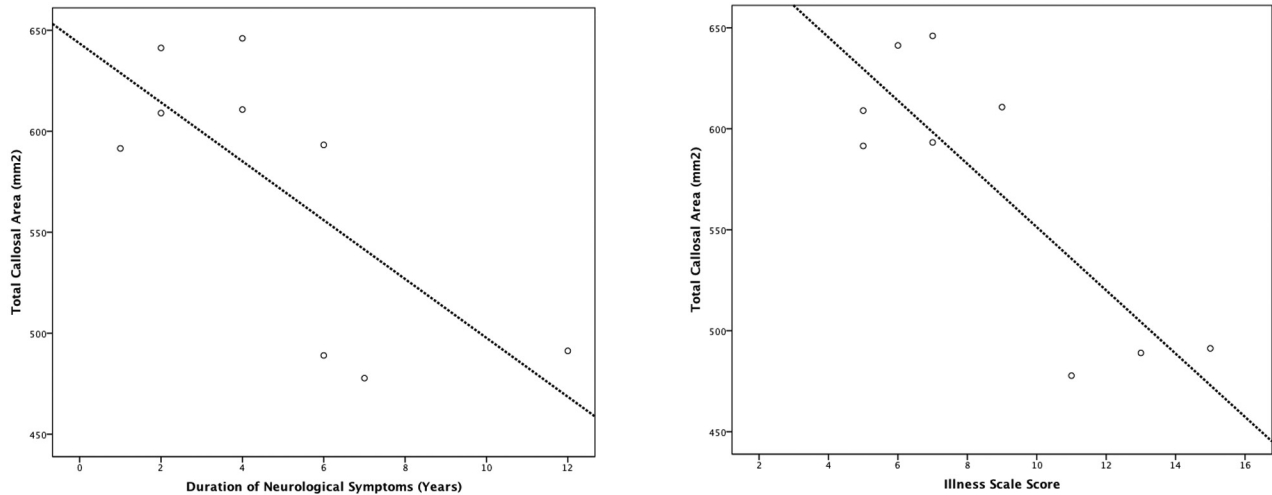 650
600
550
500
450
0 2 4 6 8 10 12
Total Callosal Area (mm2)
Duration of Neurological Symptoms (Years)
650
600
550
500
450
2 4 6 8 10 12 14 16
Total Callosal Area (mm2)
Illness Scale Score